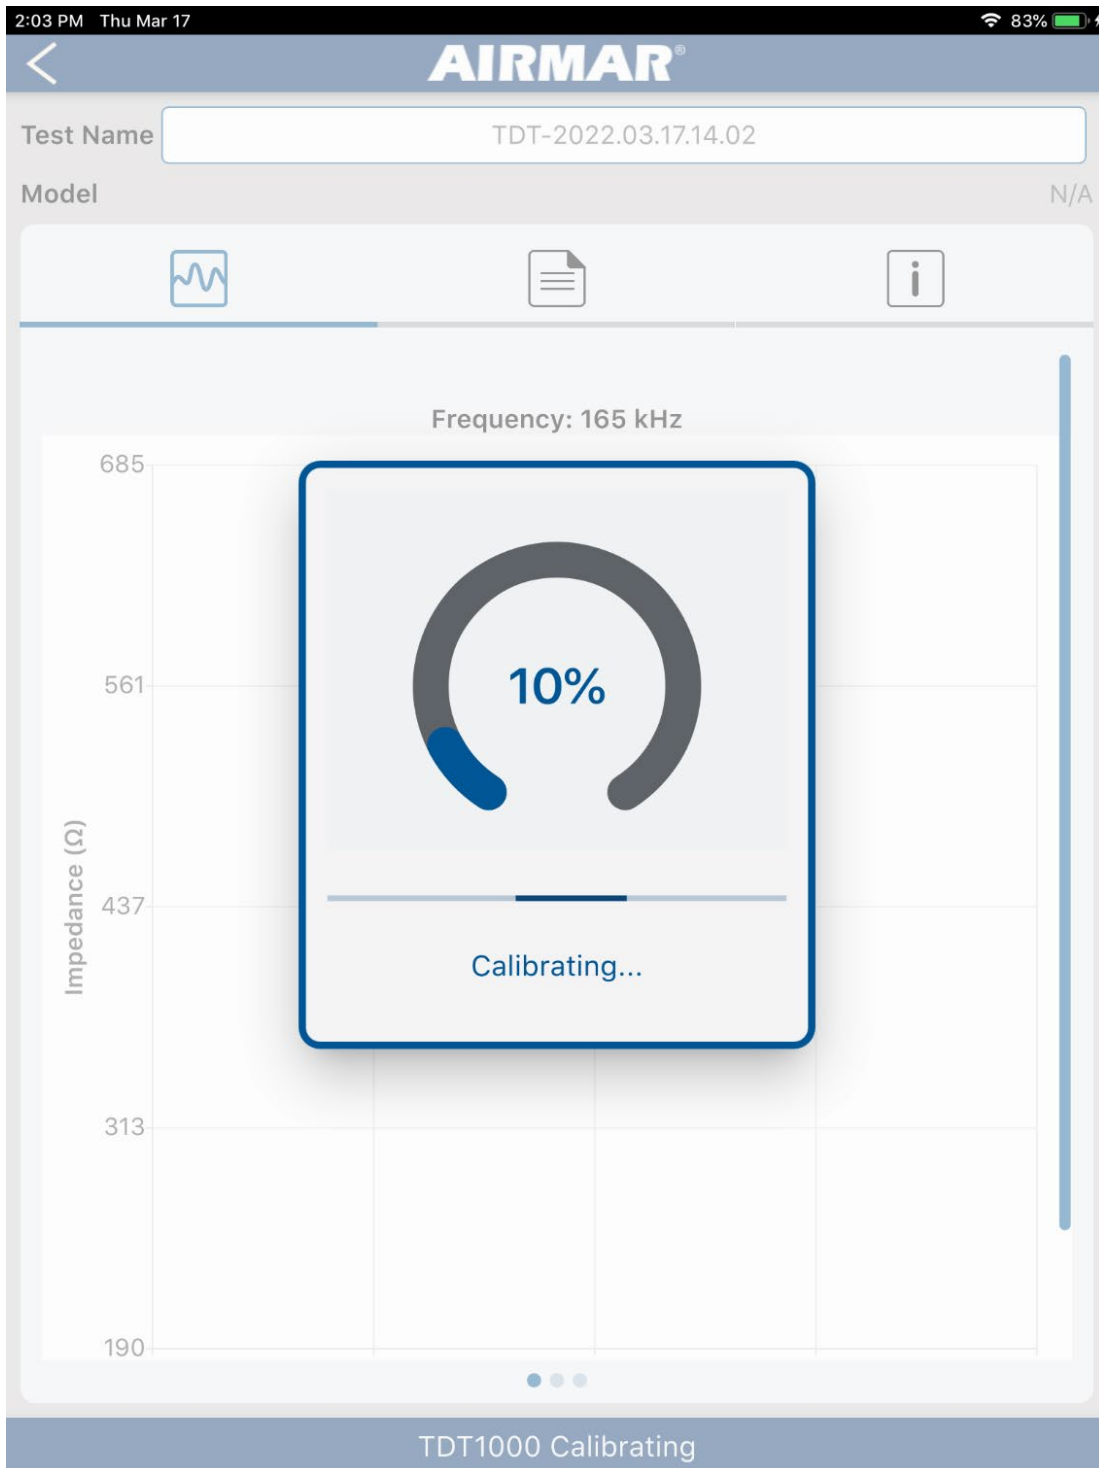 2:03 PM Thu Mar 17 83%
AIRMAR®
Test Name TDT-2022.03.17.14.02
Model N/A
Frequency: 165 kHz
685
10%
561
Impedance (Ω)
437
Calibrating...
313
190
TDT1000 Calibrating